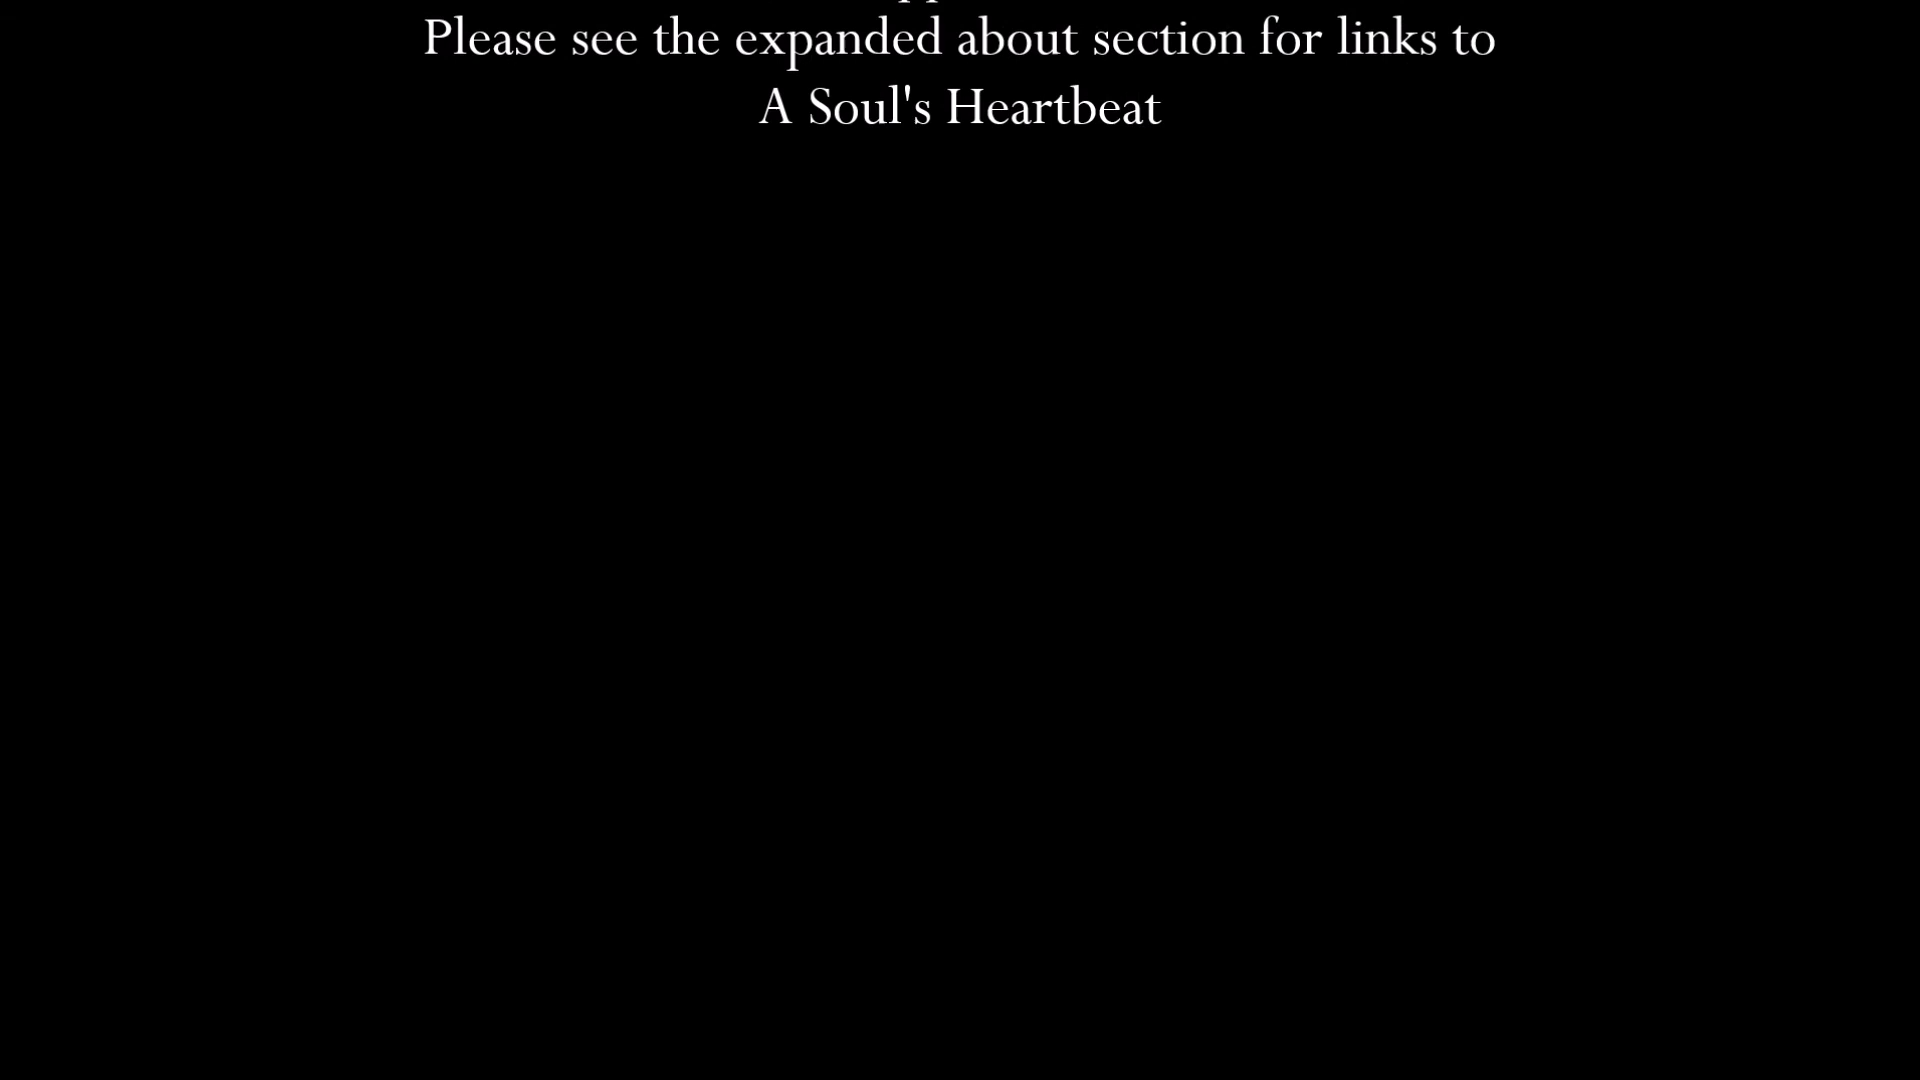 Please see the expanded about section for links to
A Soul's Heartbeat